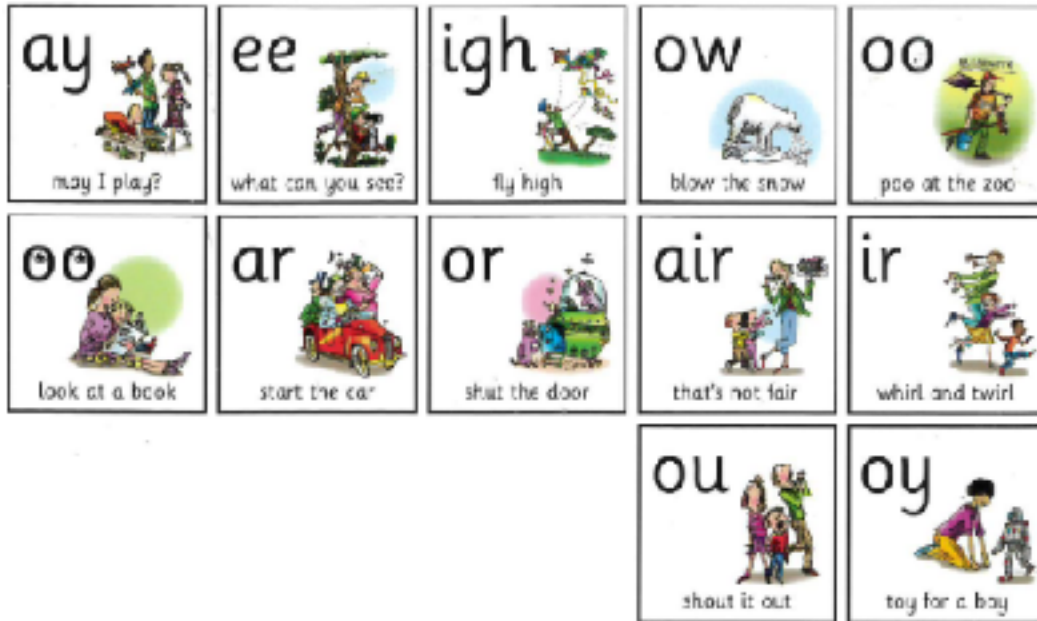 ay
may I play?
ee
what can you see?
igh
fly high
ow
blow the snow
oo
poo at the zoo
oo
look at a book
ar
start the car
or
shut the door
air
that's not fair
ir
whirl and twirl
ou
shout it out
oy
toy for a boy